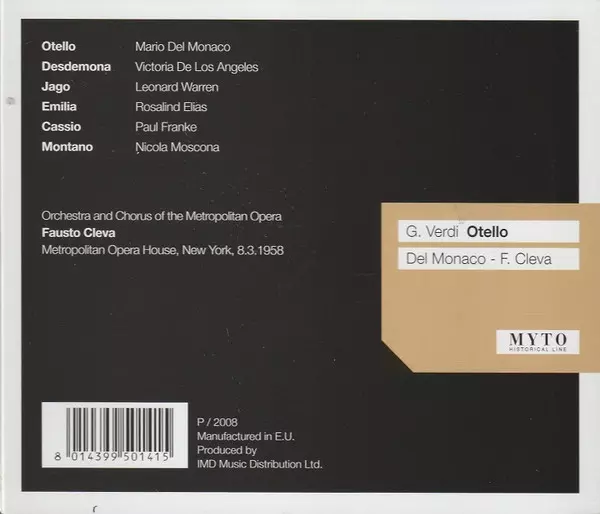 Otello Mario Del Monaco
Desdemona Victoria De Los Angeles
Jago Leonard Warren
Emilia Rosalind Elias
Cassio Paul Franke
Montano Nicola Moscona
Orchestra and Chorus of the Metropolitan Opera
Fausto Cleva
Metropolitan Opera House, New York, 8.3.1958
G. Verdi Otello
Del Monaco - F. Cleva
MYTO
HISTORICAL LINE
8 014399 501415
P / 2008
Manufactured in E.U.
Produced by
IMD Music Distribution Ltd.